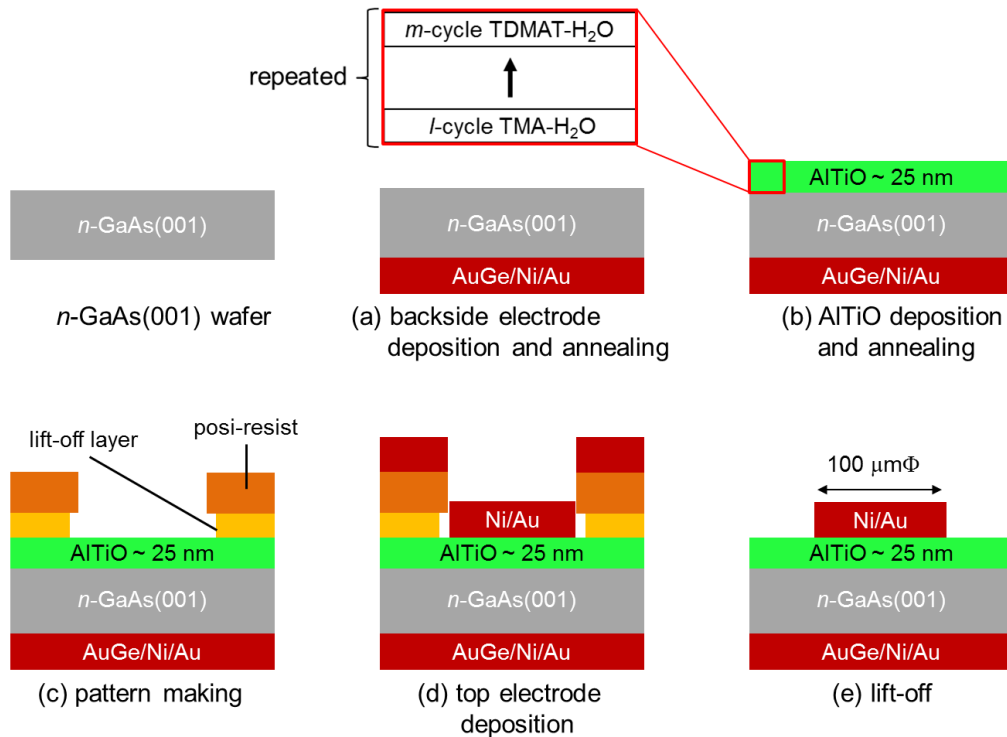 m-cycle TDMAT-H₂O
repeated
l-cycle TMA-H₂O
n-GaAs(001)
n-GaAs(001) wafer
n-GaAs(001)
AuGe/Ni/Au
(a) backside electrode
deposition and annealing
AlTiO ~ 25 nm
n-GaAs(001)
AuGe/Ni/Au
(b) AlTiO deposition
and annealing
lift-off layer
posi-resist
AlTiO ~ 25 nm
n-GaAs(001)
AuGe/Ni/Au
(c) pattern making
Ni/Au
AlTiO ~ 25 nm
n-GaAs(001)
AuGe/Ni/Au
(d) top electrode
deposition
100 μmΦ
Ni/Au
AlTiO ~ 25 nm
n-GaAs(001)
AuGe/Ni/Au
(e) lift-off